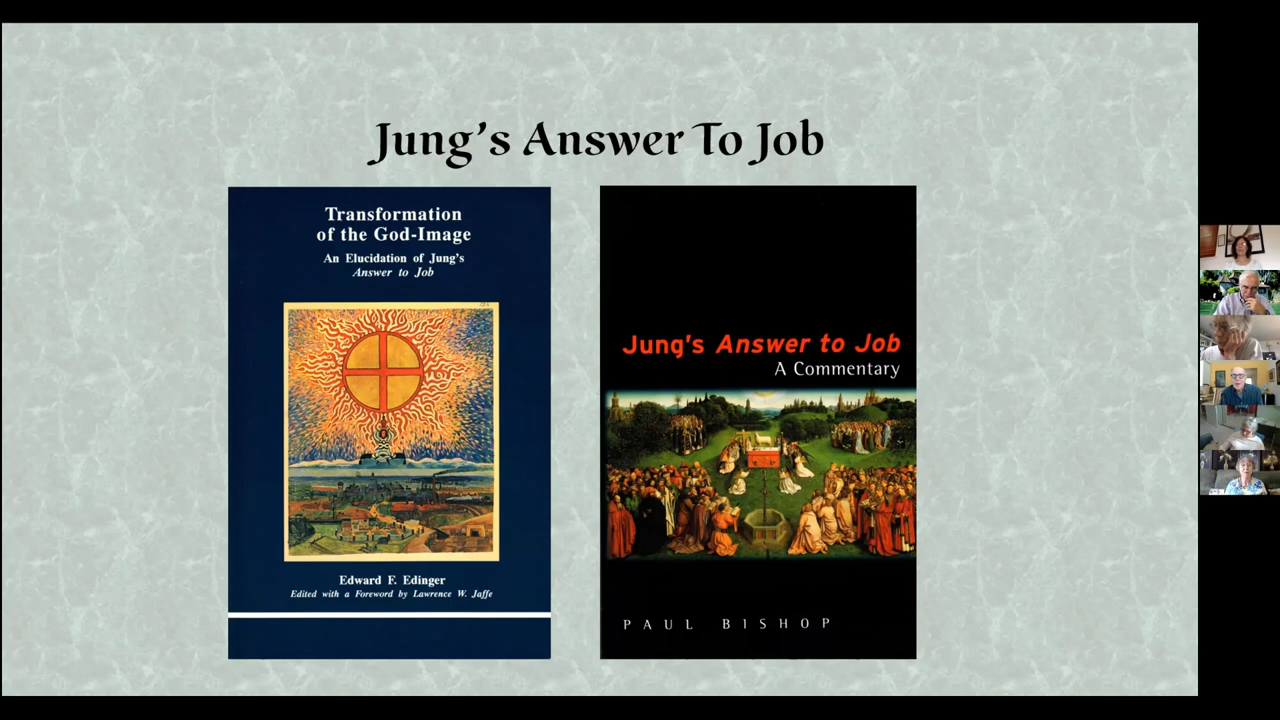 Jung's Answer To Job
Transformation
of the God-Image
An Elucidation of Jung's
Answer to Job
Edward F. Edinger
Edited with a Foreword by Lawrence W. Jaffe
Jung's Answer to Job
A Commentary
PAUL BISHOP